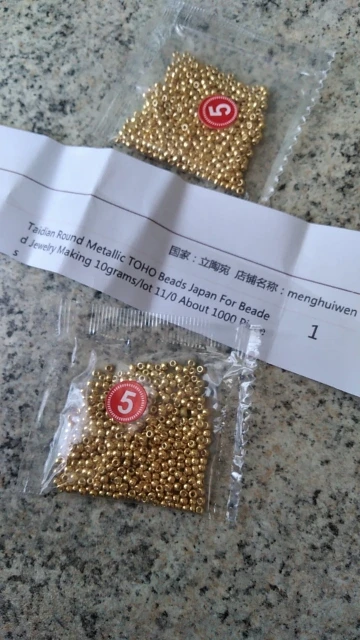 5
国家：立陶宛 店铺名称：menghuiwen
Taidian Round Metallic TOHO Beads Japan For Beade
d Jewelry Making 10grams/lot 11/0 About 1000 Piece
s
1
5